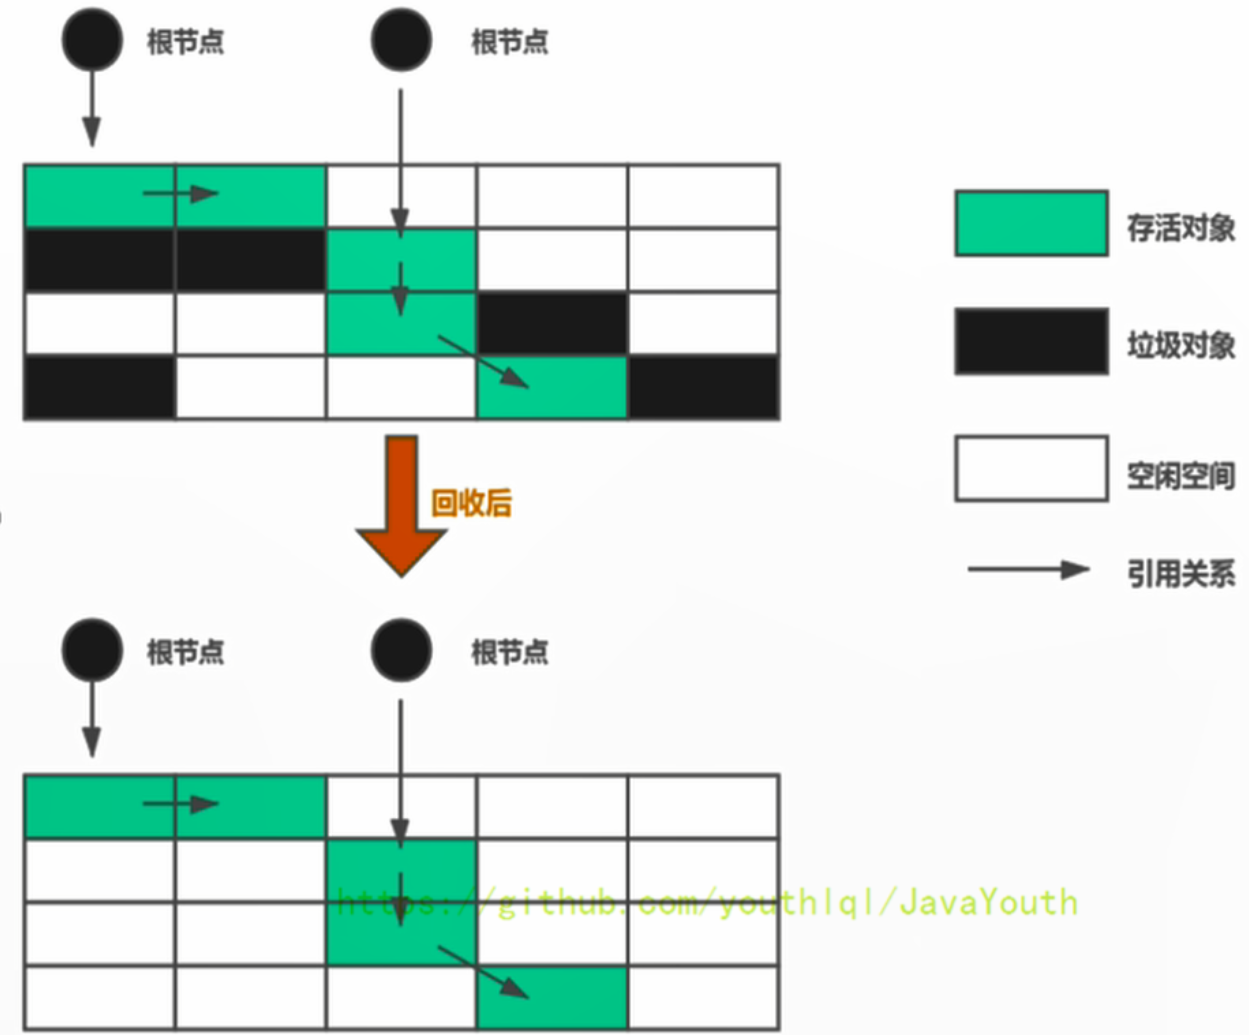 根节点
根节点
存活对象
垃圾对象
空闲空间
引用关系
回收后
根节点
根节点
https://github.com/youthlql/JavaYouth